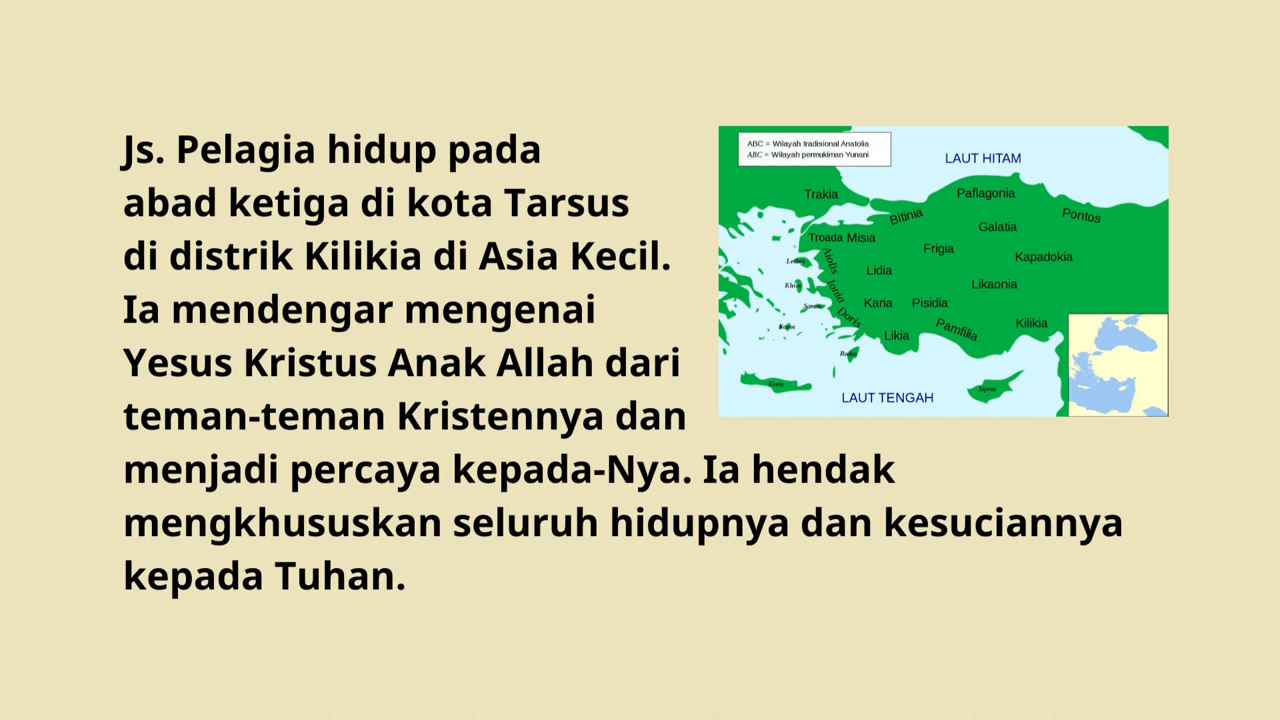 Js. Pelagia hidup pada
abad ketiga di kota Tarsus
di distrik Kilikia di Asia Kecil.
Ia mendengar mengenai
Yesus Kristus Anak Allah dari
teman-teman Kristennya dan
menjadi percaya kepada-Nya. Ia hendak
mengkhususkan seluruh hidupnya dan kesuciannya
kepada Tuhan.
ABC = Wilayah tradisional Anatolia
ABC = Wilayah permukiman Yunani
LAUT HITAM
Trakia
Paflagonia
Bitinia
Pontos
Galatia
Troada
Misia
Frigia
Kapadokia
Aiolis
Lidia
Likaonia
Ionia
Karia
Pisidia
Doris
Likia
Pamfilia
Kilikia
Rodos
Kreta
Siprus
LAUT TENGAH